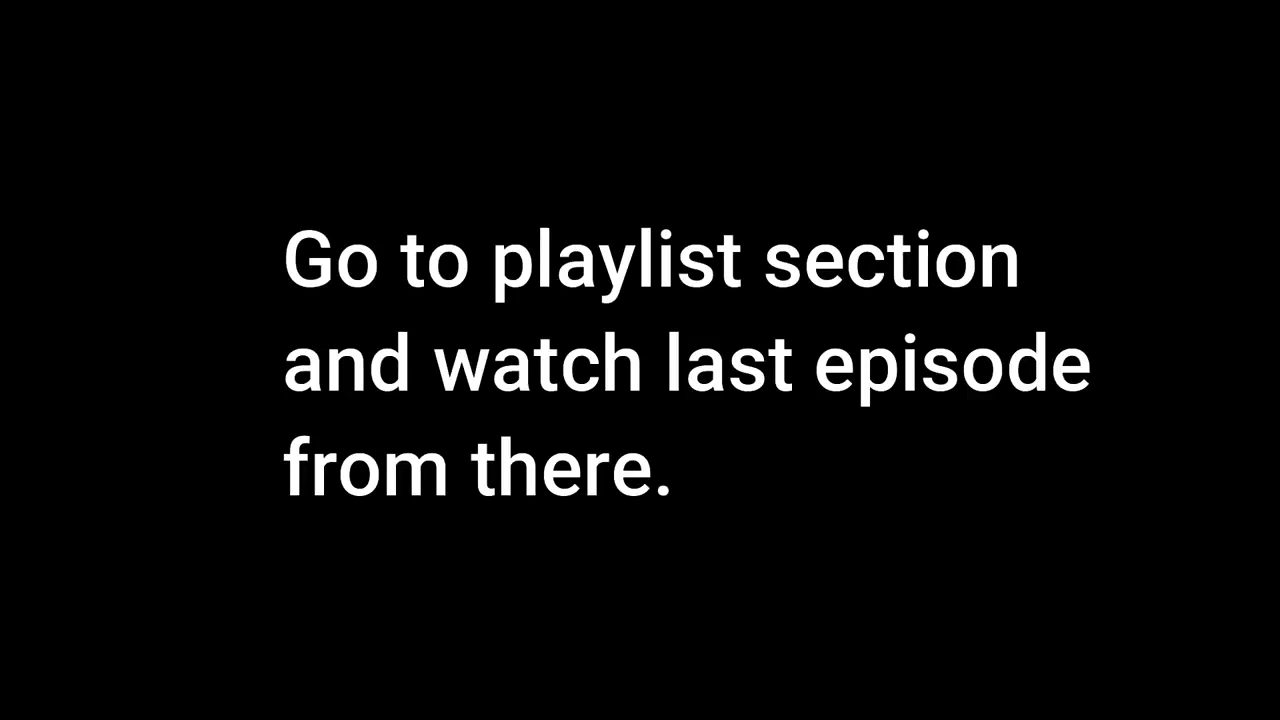 Go to playlist section
and watch last episode
from there.